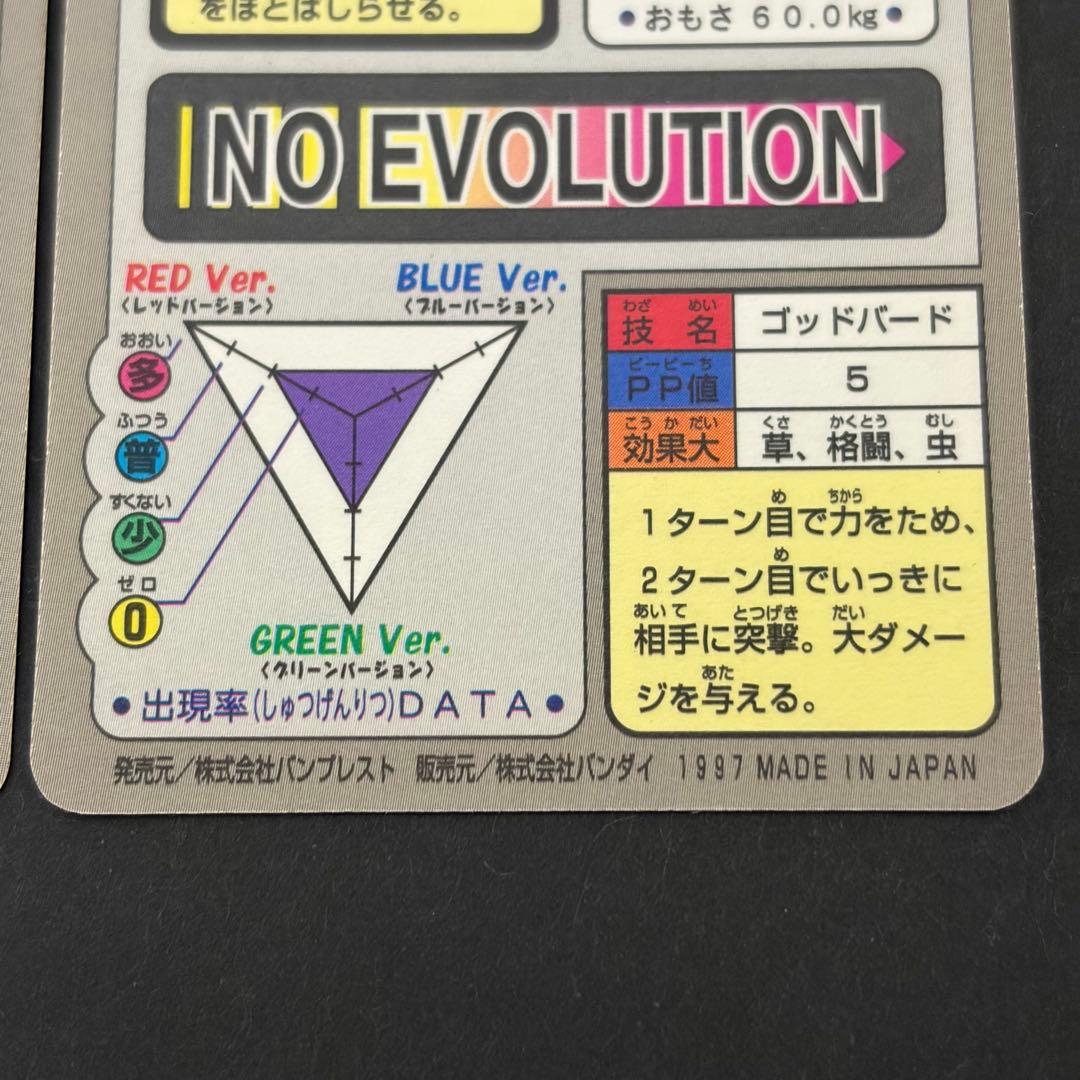 をほとばしらせる。
●おもさ 60.0kg●
NO EVOLUTION
RED Ver.
〈レッドバージョン〉
BLUE Ver.
〈ブルーバージョン〉
おおい
多
ふつう
普
すくない
少
ゼロ
0
GREEN Ver.
〈グリーンバージョン〉
●出現率(しゅつげんりつ)DATA●
わざ めい
技 名
ゴッドバード
ピーピーち
PP値
5
こうかだい
効果大
くさ かくとう むし
草、格闘、虫
め ちから
1ターン目で力をため、
め
2ターン目でいっきに
あいて とつげき だい
相手に突撃。大ダメー
あた
ジを与える。
発売元/株式会社バンプレスト 販売元/株式会社バンダイ 1997 MADE IN JAPAN